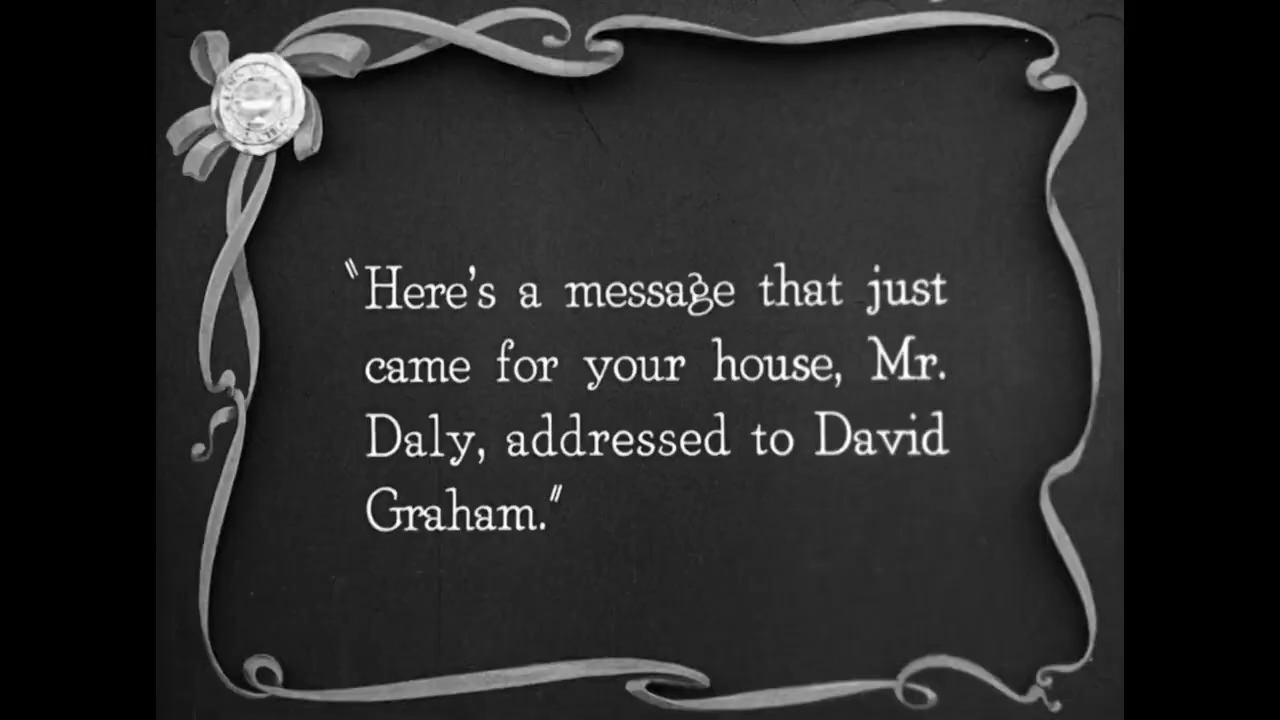 "Here's a message that just
came for your house, Mr.
Daly, addressed to David
Graham."